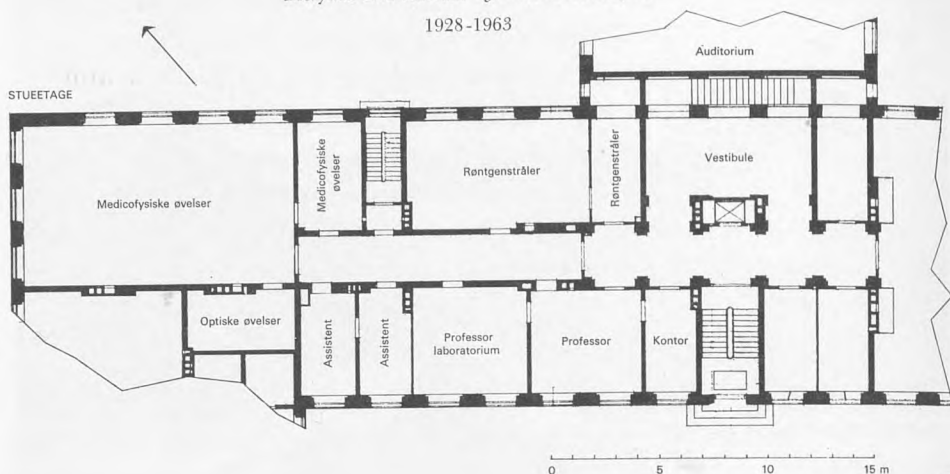 1928-1963
Auditorium
STUEETAGE
Medicofysiske øvelser
Medicofysiske
øvelser
Røntgenstråler
Røntgenstråler
Vestibule
Optiske øvelser
Assistent
Assistent
Professor
laboratorium
Professor
Kontor
0 5 10 15 m